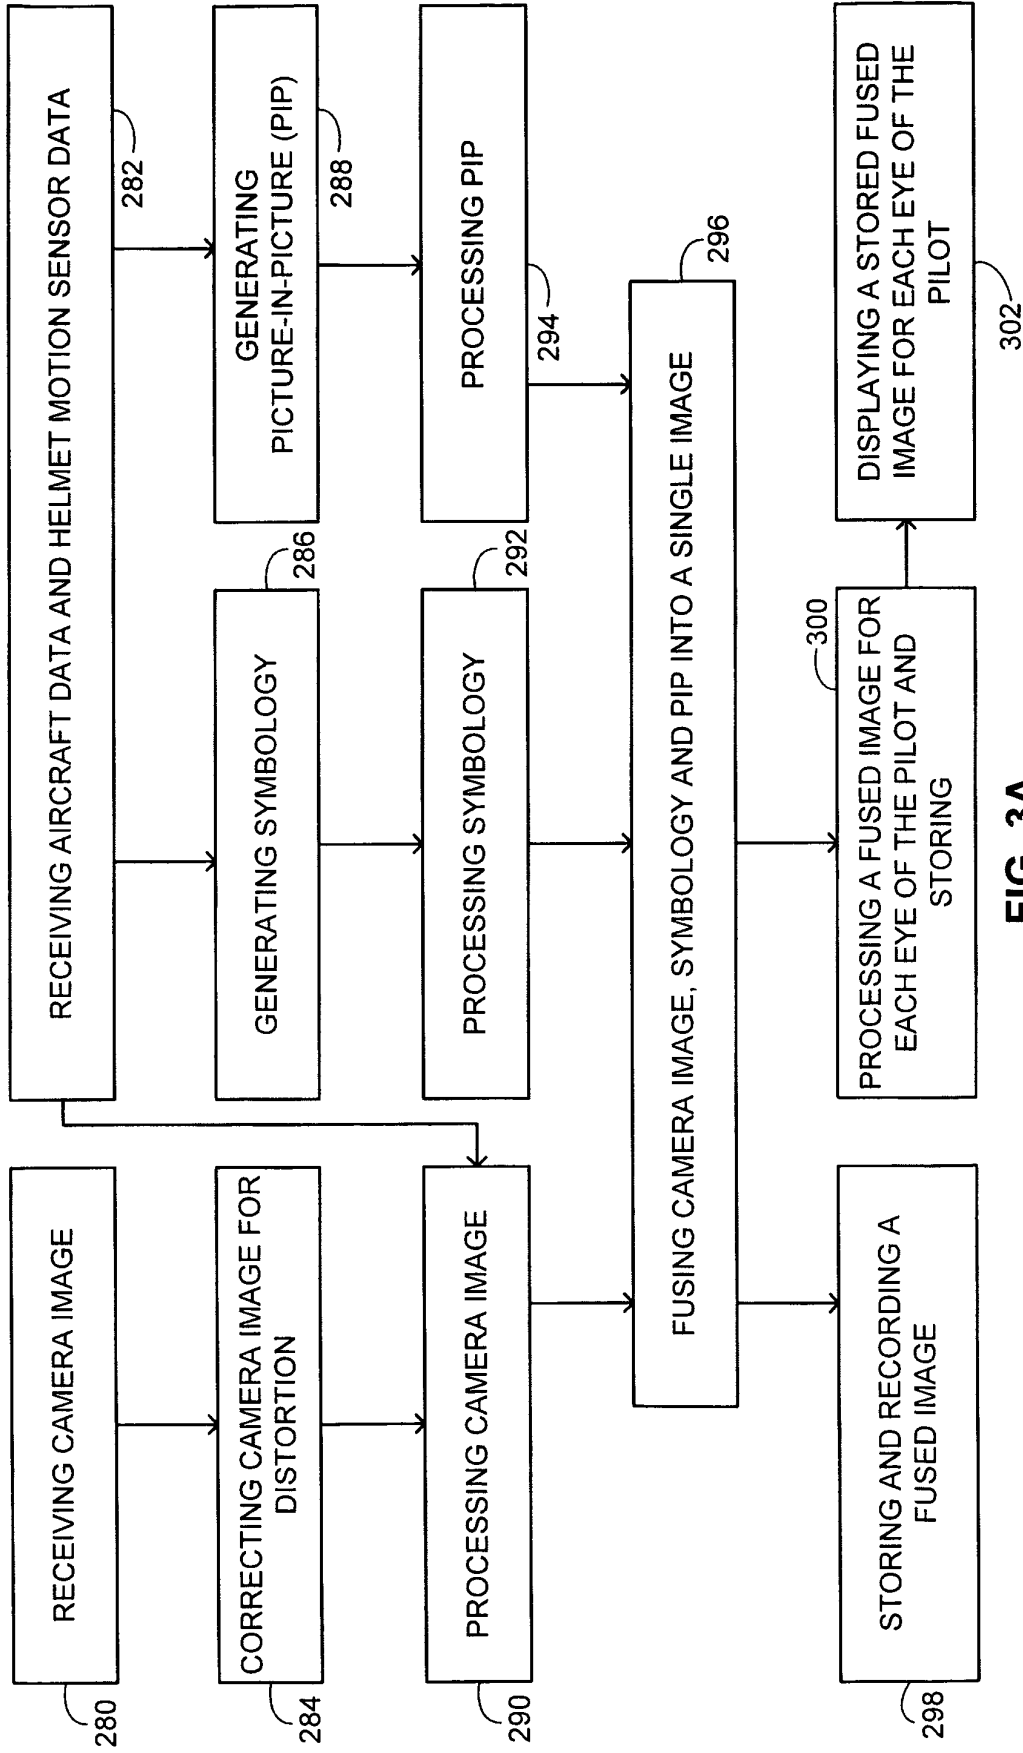 RECEIVING CAMERA IMAGE
280
RECEIVING AIRCRAFT DATA AND HELMET MOTION SENSOR DATA
282
CORRECTING CAMERA IMAGE FOR
DISTORTION
284
GENERATING SYMBOLOGY
286
GENERATING
PICTURE-IN-PICTURE (PIP)
288
PROCESSING CAMERA IMAGE
290
PROCESSING SYMBOLOGY
292
PROCESSING PIP
294
FUSING CAMERA IMAGE, SYMBOLOGY AND PIP INTO A SINGLE IMAGE
296
STORING AND RECORDING A
FUSED IMAGE
298
PROCESSING A FUSED IMAGE FOR
EACH EYE OF THE PILOT AND
STORING
300
DISPLAYING A STORED FUSED
IMAGE FOR EACH EYE OF THE
PILOT
302
FIG. 3A